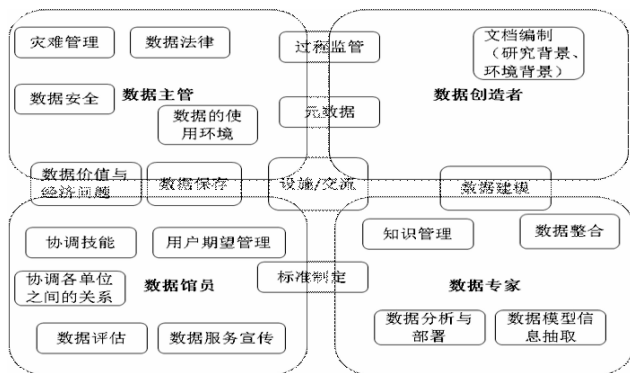 灾难管理
数据法律
过程监管
文档编制
（研究背景、
环境背景）
数据安全
数据主管
数据创造者
数据的使
用环境
元数据
数据价值与
经济问题
数据保存
设施/交流
数据建模
协调技能
用户期望管理
知识管理
数据整合
协调各单位
之间的关系
数据馆员
标准制定
数据专家
数据评估
数据服务宣传
数据分析与
部署
数据模型信
息抽取